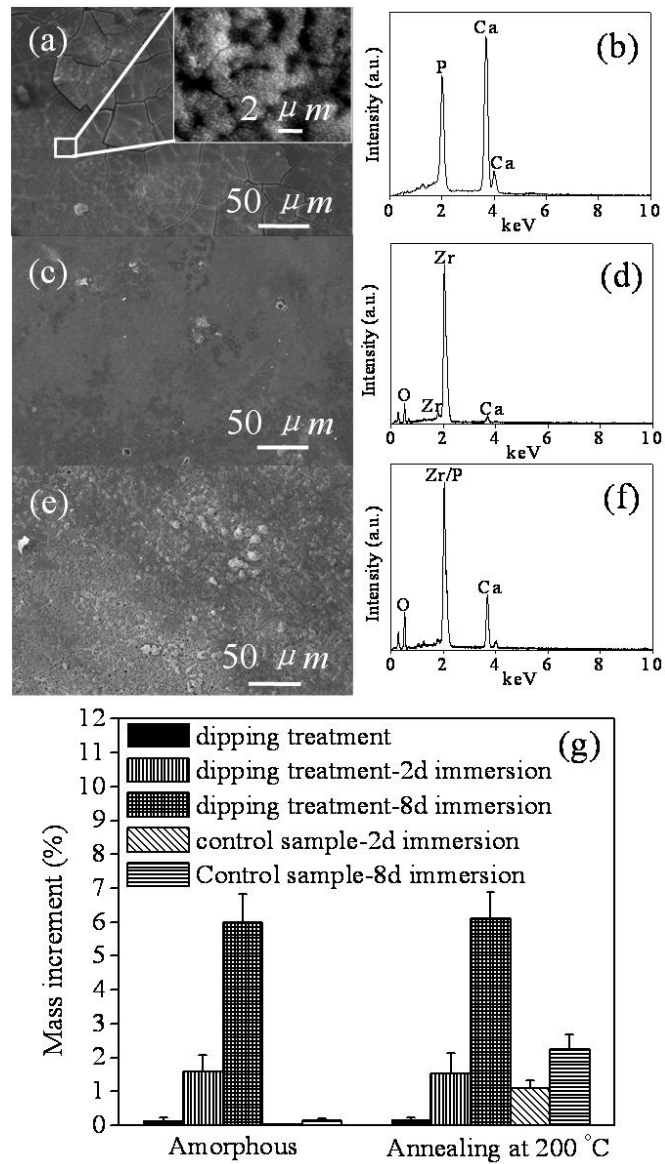 (a)
2 μm
50 μm
(b)
Intensity (a.u.)
P
Ca
Ca
0 2 4 6 8 10
keV
(c)
50 μm
(d)
Intensity (a.u.)
O
Zr
Zr
Ca
0 2 4 6 8 10
keV
(e)
50 μm
(f)
Intensity (a.u.)
O
Zr/P
Ca
0 2 4 6 8 10
keV
(g)
Mass increment (%)
12
11
10
9
8
7
6
5
4
3
2
1
0
dipping treatment
dipping treatment-2d immersion
dipping treatment-8d immersion
control sample-2d immersion
Control sample-8d immersion
Amorphous
Annealing at 200 °C